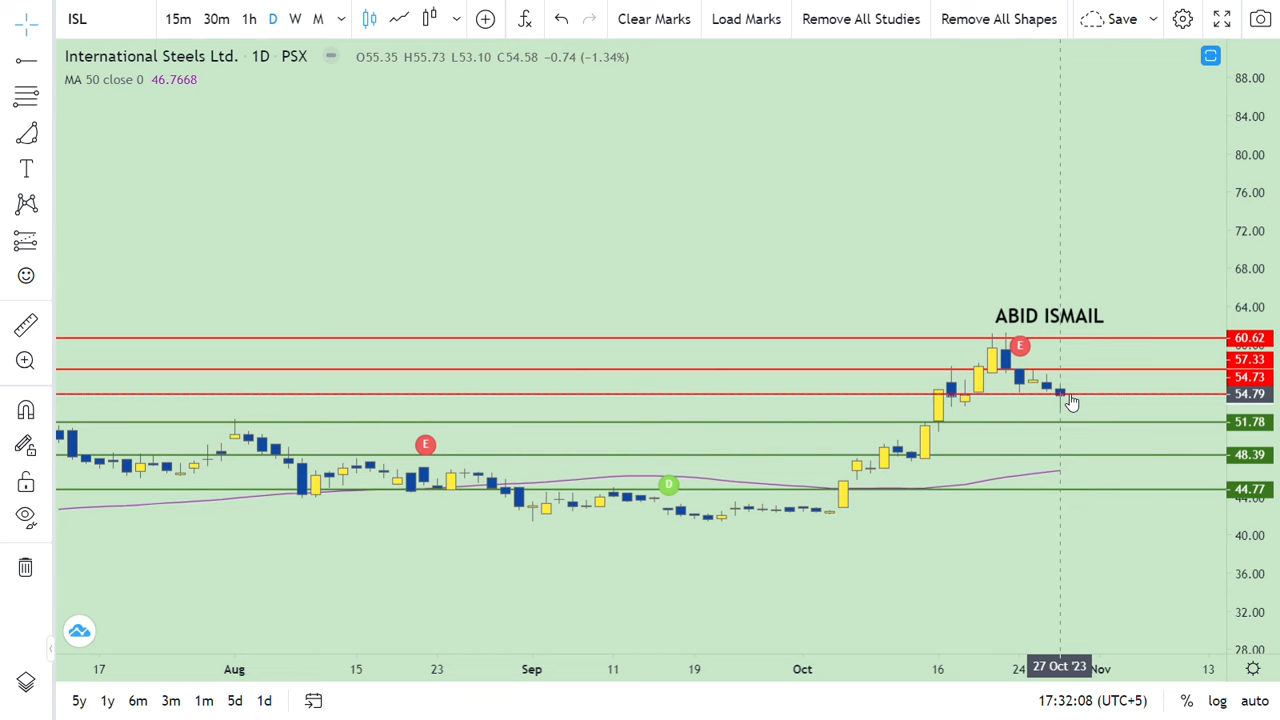 ISL 15m 30m 1h D W M Clear Marks Load Marks Remove All Studies Remove All Shapes Save
International Steels Ltd. · 1D · PSX O55.35 H55.73 L53.10 C54.58 −0.74 (−1.34%)
MA 50 close 0 46.7668
88.00
84.00
80.00
76.00
72.00
68.00
64.00
ABID ISMAIL
60.62
E
57.33
54.73
54.79
51.78
E
48.39
D
44.77
40.00
36.00
32.00
28.00
17 Aug 15 23 Sep 11 19 Oct 16 24 27 Oct '23 Nov 13
5y 1y 6m 3m 1m 5d 1d 17:32:08 (UTC+5) % log auto